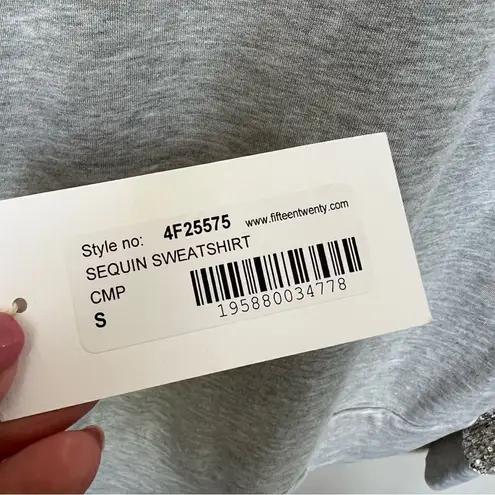 Style no: 4F25575 www.fifteentwenty.com
SEQUIN SWEATSHIRT
CMP
S
195880034778